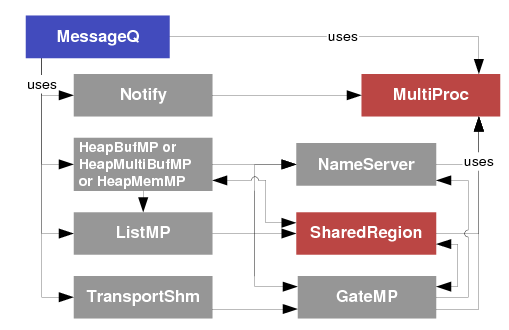 MessageQ
uses
uses
Notify
MultiProc
HeapBufMP or
HeapMultiBufMP
or HeapMemMP
NameServer
uses
ListMP
SharedRegion
TransportShm
GateMP